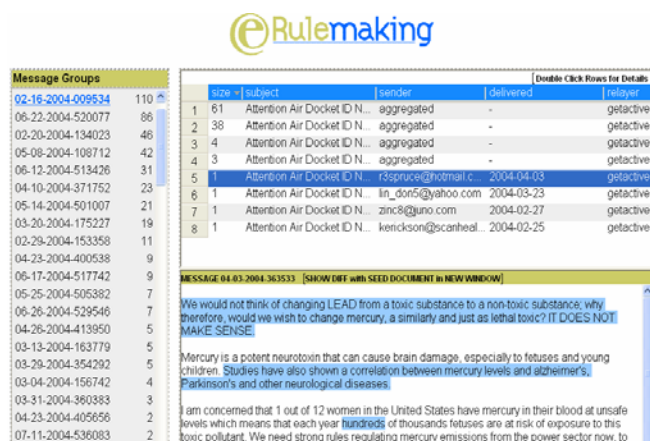 eRulemaking
Message Groups
02-16-2004-009534 110
06-22-2004-520077 86
02-20-2004-134023 46
05-08-2004-108712 42
06-12-2004-513426 31
04-10-2004-371752 23
05-14-2004-501007 21
03-20-2004-175227 19
02-29-2004-153358 11
04-23-2004-400538 9
06-17-2004-517742 9
05-25-2004-505382 7
06-26-2004-529546 7
04-26-2004-413950 5
03-13-2004-163779 5
03-29-2004-354292 5
03-04-2004-156742 4
03-31-2004-360383 3
04-23-2004-405656 2
07-11-2004-536083 2
[Double Click Rows for Details
size subject sender delivered relayer
1 61 Attention Air Docket ID N... aggregated - getactive
2 38 Attention Air Docket ID N... aggregated - getactive
3 4 Attention Air Docket ID N... aggregated - getactive
4 3 Attention Air Docket ID N... aggregated - getactive
5 1 Attention Air Docket ID N... r3spruce@hotmail.c... 2004-04-03 getactive
6 1 Attention Air Docket ID N... lin_don5@yahoo.com 2004-03-23 getactive
7 1 Attention Air Docket ID N... zinc8@juno.com 2004-02-27 getactive
8 1 Attention Air Docket ID N... kerickson@scanheal... 2004-02-25 getactive
MESSAGE 04-03-2004-363533 [SHOW DIFF with SEED DOCUMENT in NEW WINDOW]
We would not think of changing LEAD from a toxic substance to a non-toxic substance; why,
therefore, would we wish to change mercury, a similarly and just as lethal toxic? IT DOES NOT
MAKE SENSE.
Mercury is a potent neurotoxin that can cause brain damage, especially to fetuses and young
children. Studies have also shown a correlation between mercury levels and alzheimer's,
Parkinson's and other neurological diseases.
I am concerned that 1 out of 12 women in the United States have mercury in their blood at unsafe
levels which means that each year hundreds of thousands fetuses are at risk of exposure to this
toxic pollutant. We need strong rules regulating mercury emissions from the power sector now, to